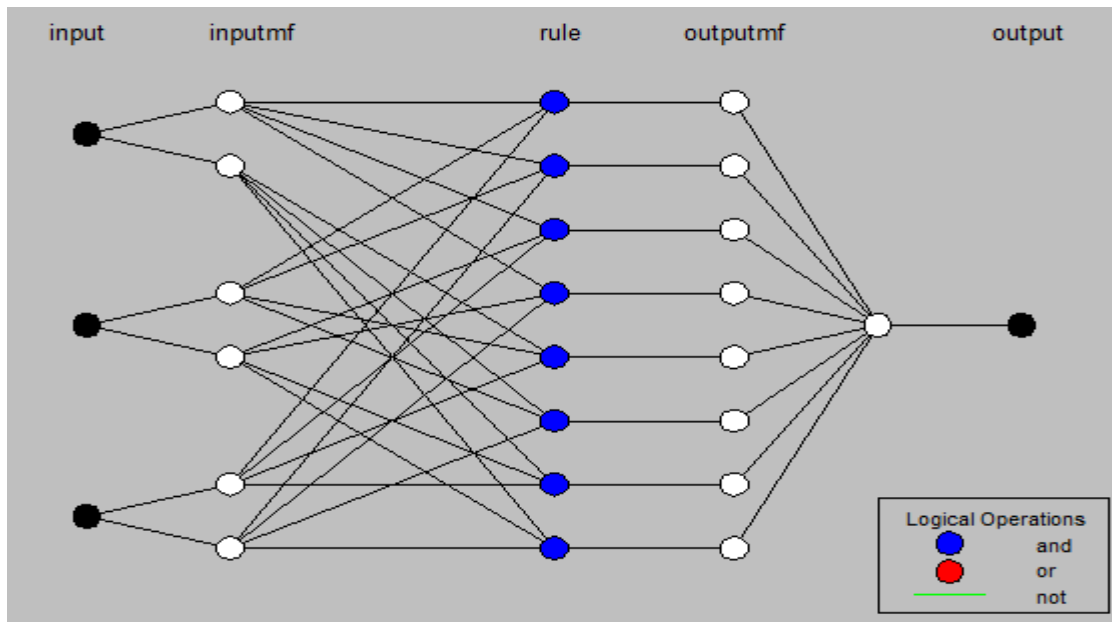 input inputmf rule outputmf output
Logical Operations
and
or
not